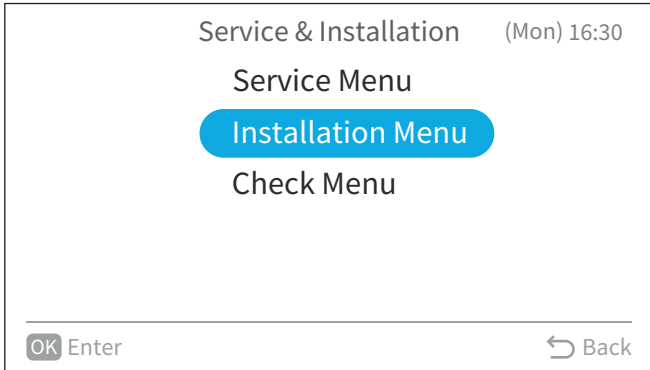 Service & Installation (Mon) 16:30
Service Menu
Installation Menu
Check Menu
OK Enter Back